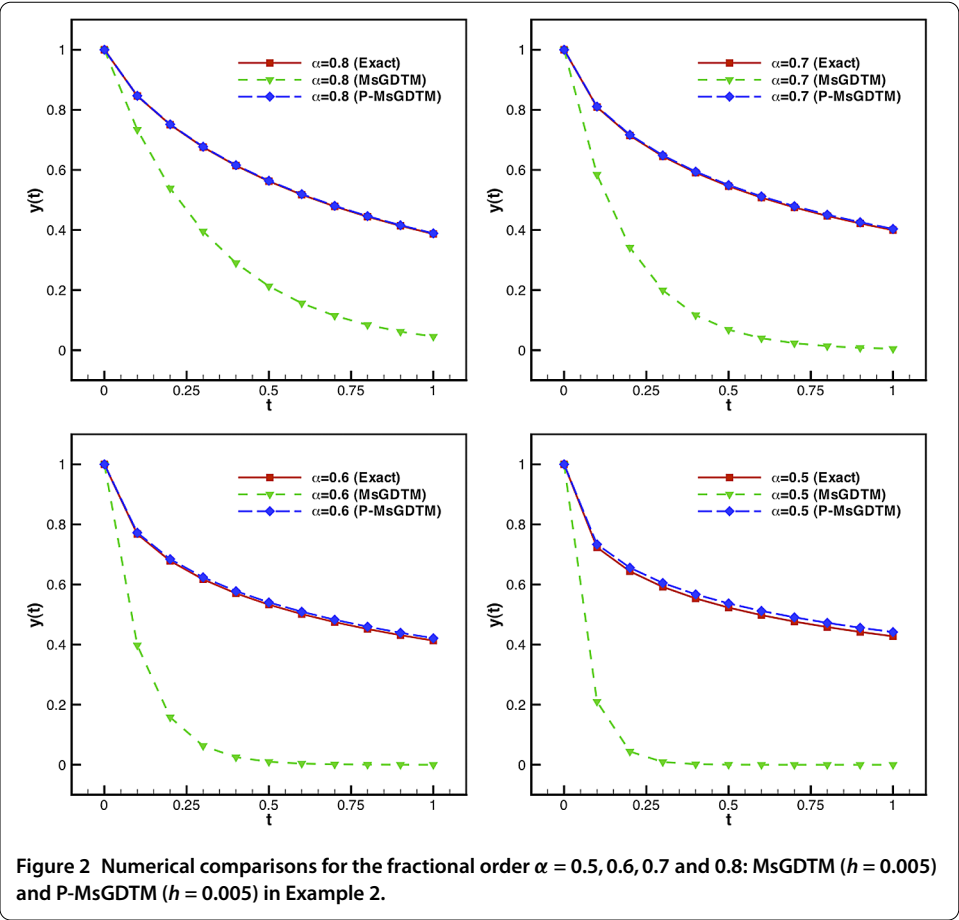 1
0.8
0.6
0.4
0.2
0
y(t)
0 0.25 0.5 0.75 1
t
α=0.8 (Exact)
α=0.8 (MsGDTM)
α=0.8 (P-MsGDTM)
1
0.8
0.6
0.4
0.2
0
y(t)
0 0.25 0.5 0.75 1
t
α=0.7 (Exact)
α=0.7 (MsGDTM)
α=0.7 (P-MsGDTM)
1
0.8
0.6
0.4
0.2
0
y(t)
0 0.25 0.5 0.75 1
t
α=0.6 (Exact)
α=0.6 (MsGDTM)
α=0.6 (P-MsGDTM)
1
0.8
0.6
0.4
0.2
0
y(t)
0 0.25 0.5 0.75 1
t
α=0.5 (Exact)
α=0.5 (MsGDTM)
α=0.5 (P-MsGDTM)
Figure 2 Numerical comparisons for the fractional order α = 0.5, 0.6, 0.7 and 0.8: MsGDTM (h = 0.005)
and P-MsGDTM (h = 0.005) in Example 2.